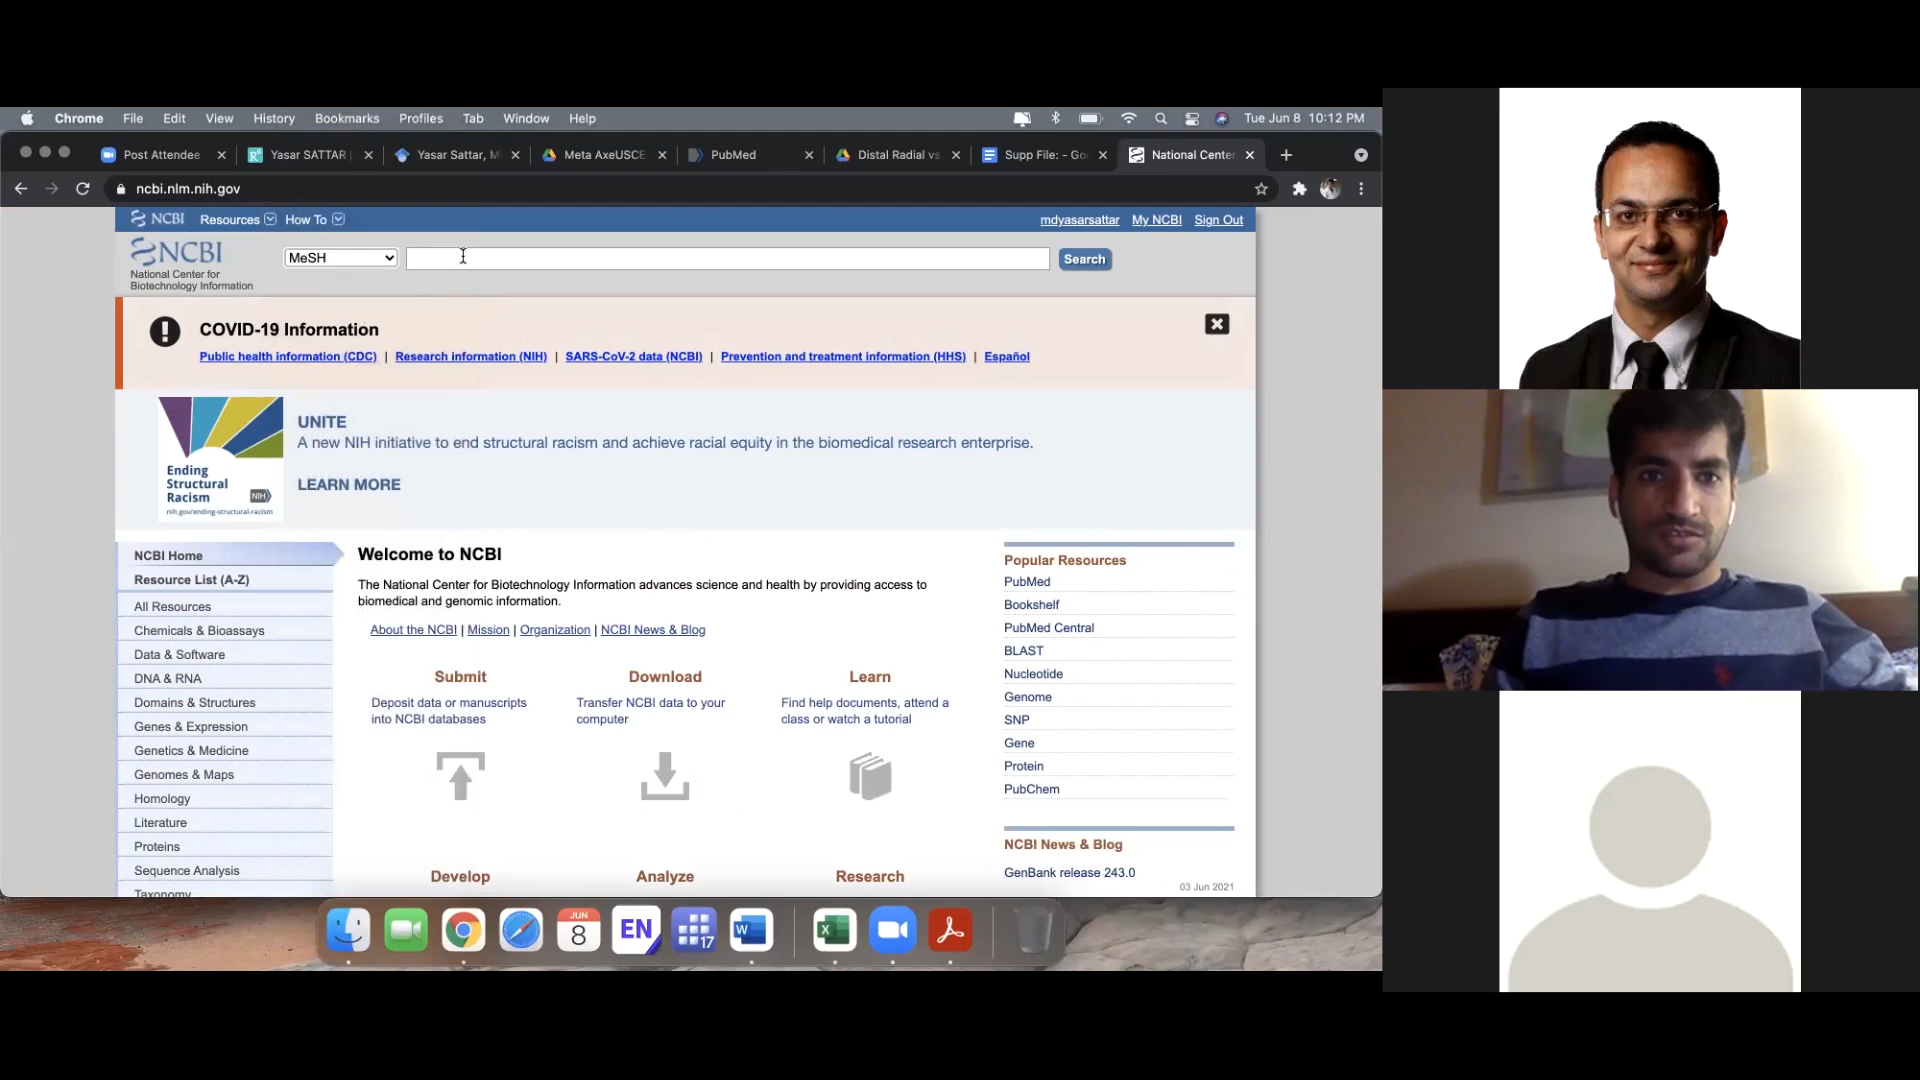 Chrome File Edit View History Bookmarks Profiles Tab Window Help Tue Jun 8 10:12 PM
Post Attendee Yasar SATTAR Yasar Sattar, M Meta AxeUSCE PubMed Distal Radial vs Supp File: - Go National Center
ncbi.nlm.nih.gov
NCBI Resources How To mdyasarsattar My NCBI Sign Out
NCBI
National Center for
Biotechnology Information
MeSH Search
COVID-19 Information
Public health information (CDC) | Research information (NIH) | SARS-CoV-2 data (NCBI) | Prevention and treatment information (HHS) | Español
Ending
Structural
Racism
NIH
nih.gov/ending-structural-racism
UNITE
A new NIH initiative to end structural racism and achieve racial equity in the biomedical research enterprise.
LEARN MORE
NCBI Home
Resource List (A-Z)
All Resources
Chemicals & Bioassays
Data & Software
DNA & RNA
Domains & Structures
Genes & Expression
Genetics & Medicine
Genomes & Maps
Homology
Literature
Proteins
Sequence Analysis
Taxonomy
Welcome to NCBI
The National Center for Biotechnology Information advances science and health by providing access to
biomedical and genomic information.
About the NCBI | Mission | Organization | NCBI News & Blog
Submit
Deposit data or manuscripts
into NCBI databases
Download
Transfer NCBI data to your
computer
Learn
Find help documents, attend a
class or watch a tutorial
Develop
Analyze
Research
Popular Resources
PubMed
Bookshelf
PubMed Central
BLAST
Nucleotide
Genome
SNP
Gene
Protein
PubChem
NCBI News & Blog
GenBank release 243.0
03 Jun 2021
JUN
8
EN
17
W
X